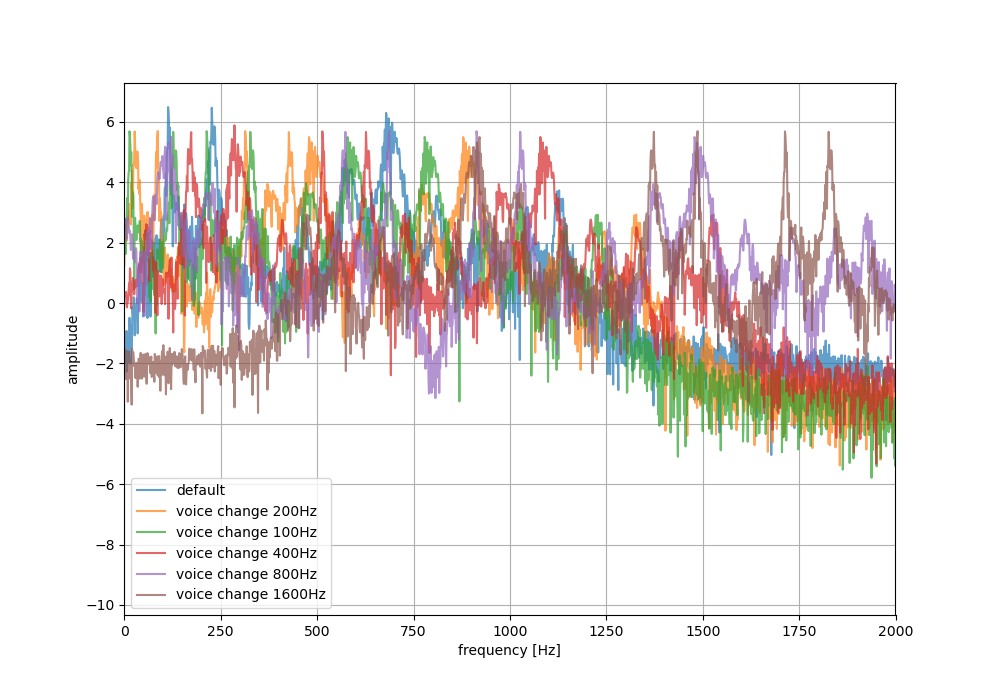 6
4
2
0
−2
−4
−6
−8
−10
amplitude
default
voice change 200Hz
voice change 100Hz
voice change 400Hz
voice change 800Hz
voice change 1600Hz
0 250 500 750 1000 1250 1500 1750 2000
frequency [Hz]